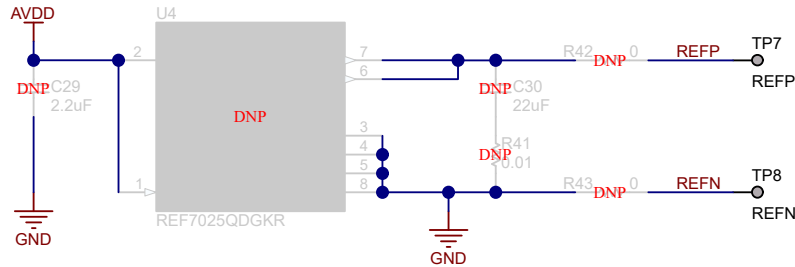 AVDD
U4
2
7
R42
DNP
0
REFP
TP7
REFP
DNP
C29
2.2uF
6
DNP
C30
22uF
DNP
3
4
5
8
DNP
R41
0.01
1
R43
DNP
0
REFN
TP8
REFN
REF7025QDGKR
GND
GND